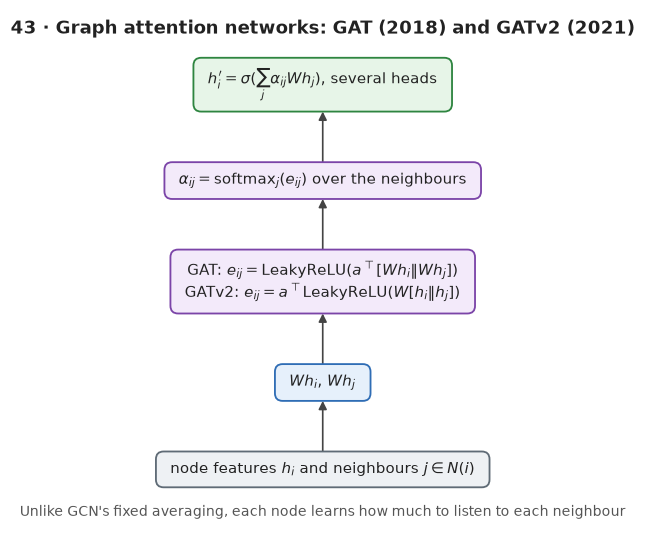 43 · Graph attention networks: GAT (2018) and GATv2 (2021)
h′ᵢ = σ(∑ⱼ αᵢⱼWhⱼ), several heads
αᵢⱼ = softmaxⱼ(eᵢⱼ) over the neighbours
GAT: eᵢⱼ = LeakyReLU(a⊤[Whᵢ‖Whⱼ])
GATv2: eᵢⱼ = a⊤LeakyReLU(W[hᵢ‖hⱼ])
Whᵢ, Whⱼ
node features hᵢ and neighbours j ∈ N(i)
Unlike GCN's fixed averaging, each node learns how much to listen to each neighbour